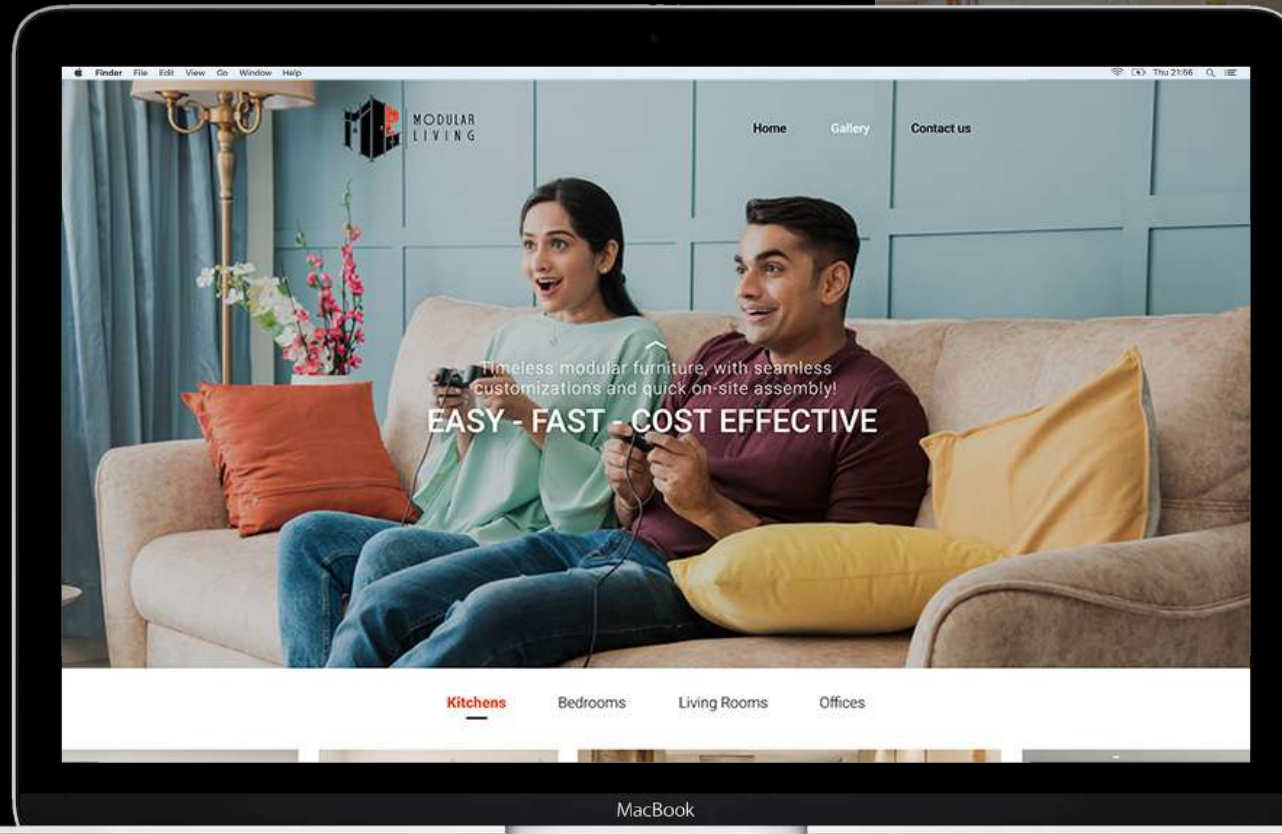 Finder File Edit View Go Window Help
Thu 21:56
MODULAR
LIVING
Home Gallery Contact us
Timeless modular furniture, with seamless
customizations and quick on-site assembly!
EASY - FAST - COST EFFECTIVE
Kitchens Bedrooms Living Rooms Offices
MacBook